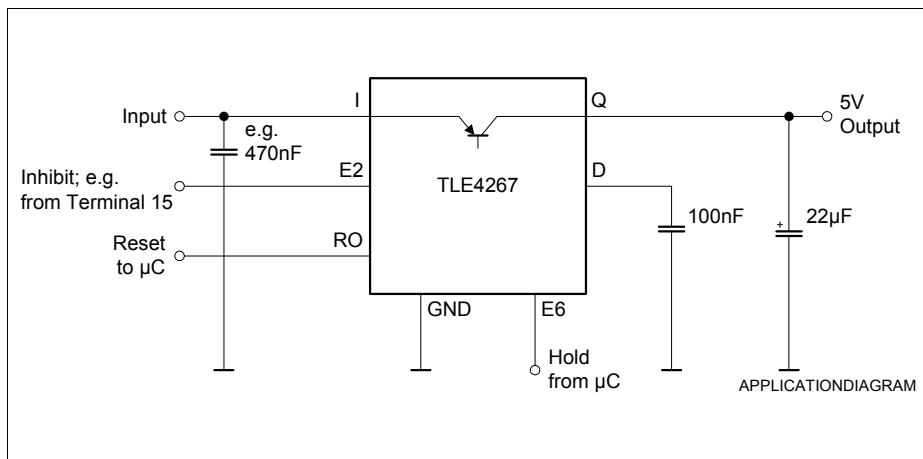 I
Q
Input
5V
Output
e.g.
470nF
Inhibit; e.g.
from Terminal 15
E2
TLE4267
D
100nF
22µF
+
Reset
to µC
RO
GND
E6
Hold
from µC
APPLICATIONDIAGRAM